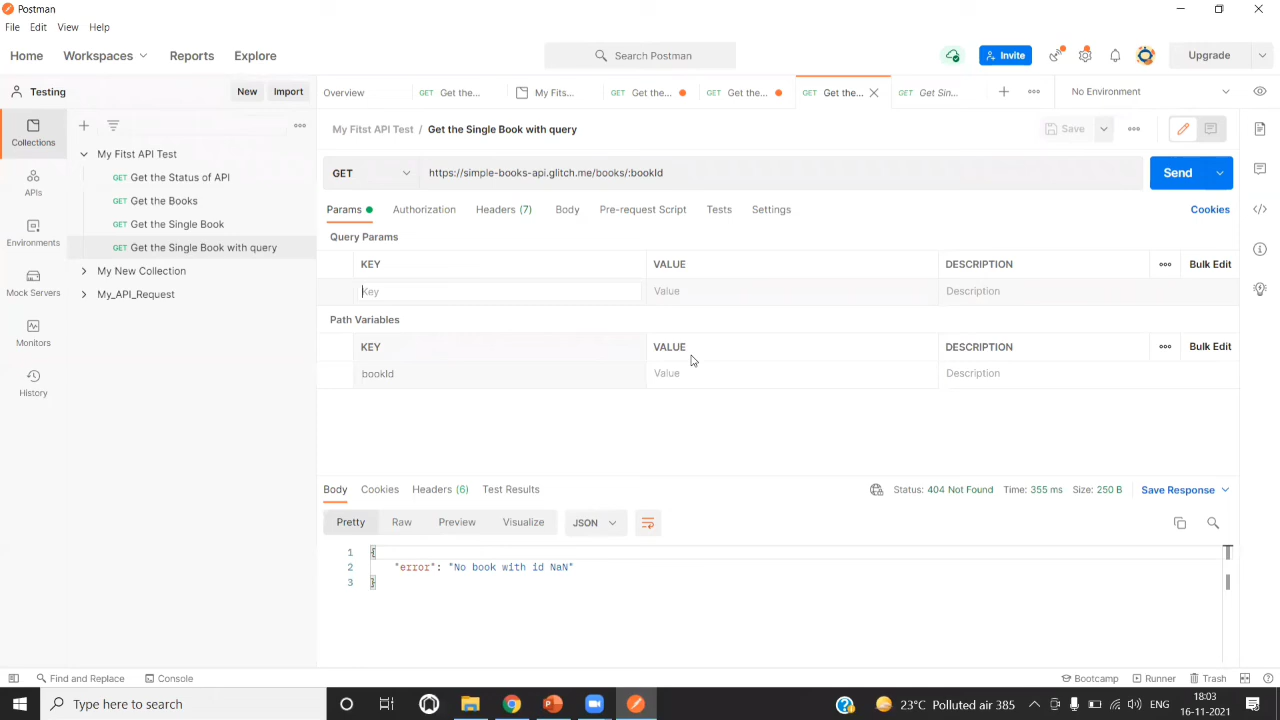 Postman
File Edit View Help
Home Workspaces Reports Explore Search Postman Invite Upgrade
Testing New Import Overview GET Get the... My Fits... GET Get the... GET Get the... GET Get the... GET Get Sin... No Environment
Collections
APIs
Environments
Mock Servers
Monitors
History
My Fitst API Test
GET Get the Status of API
GET Get the Books
GET Get the Single Book
GET Get the Single Book with query
My New Collection
My_API_Request
My Fitst API Test / Get the Single Book with query Save
GET https://simple-books-api.glitch.me/books/:bookId Send
Params Authorization Headers (7) Body Pre-request Script Tests Settings Cookies
Query Params
KEY VALUE DESCRIPTION Bulk Edit
Key Value Description
Path Variables
KEY VALUE DESCRIPTION Bulk Edit
bookId Value Description
Body Cookies Headers (6) Test Results Status: 404 Not Found Time: 355 ms Size: 250 B Save Response
Pretty Raw Preview Visualize JSON
1 {
2 "error": "No book with id NaN"
3 }
Find and Replace Console Bootcamp Runner Trash
Type here to search 23°C Polluted air 385 ENG 18:03
16-11-2021